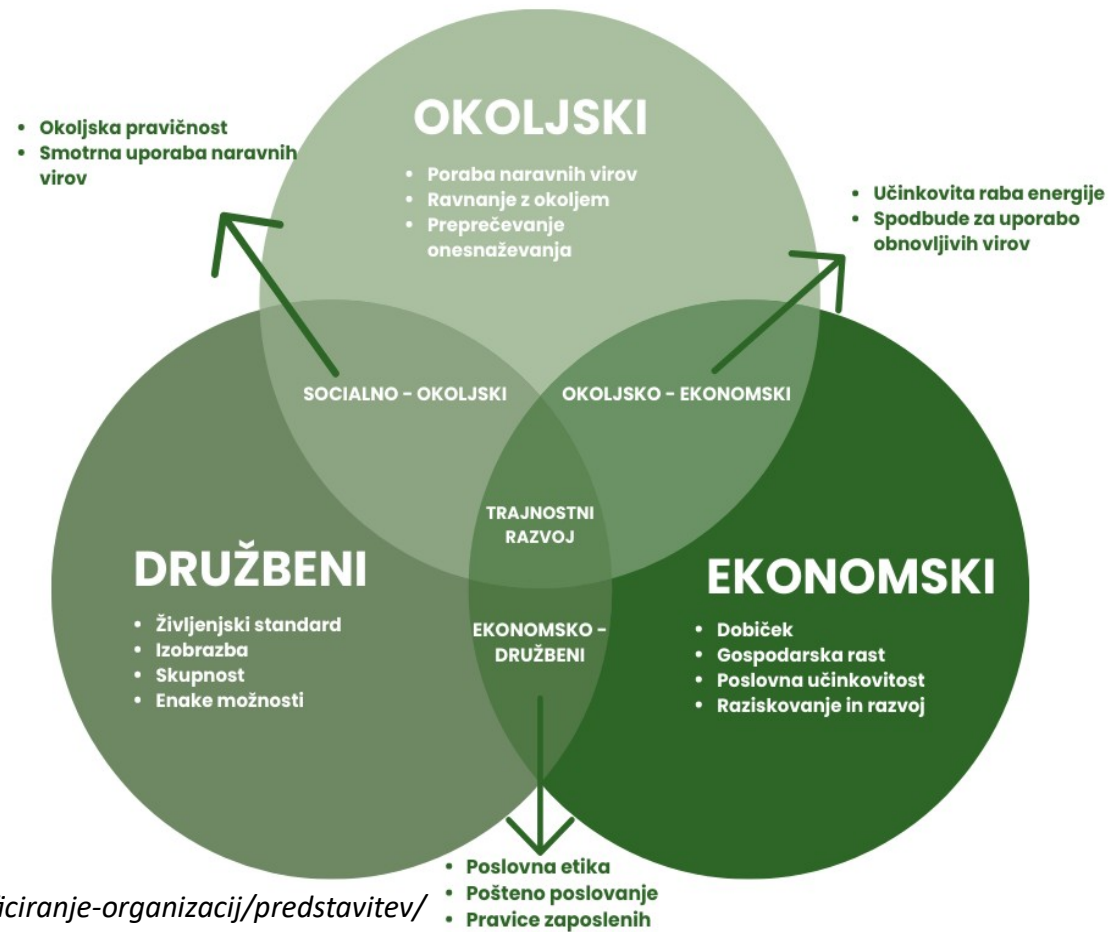 OKOLJSKI
• Poraba naravnih virov
• Ravnanje z okoljem
• Preprečevanje
onesnaževanja
• Okoljska pravičnost
• Smotrna uporaba naravnih
virov
• Učinkovita raba energije
• Spodbude za uporabo
obnovljivih virov
SOCIALNO - OKOLJSKI
OKOLJSKO - EKONOMSKI
TRAJNOSTNI
RAZVOJ
DRUŽBENI
• Življenjski standard
• Izobrazba
• Skupnost
• Enake možnosti
EKONOMSKI
• Dobiček
• Gospodarska rast
• Poslovna učinkovitost
• Raziskovanje in razvoj
EKONOMSKO -
DRUŽBENI
• Poslovna etika
• Pošteno poslovanje
• Pravice zaposlenih
ficiranje-organizacij/predstavitev/